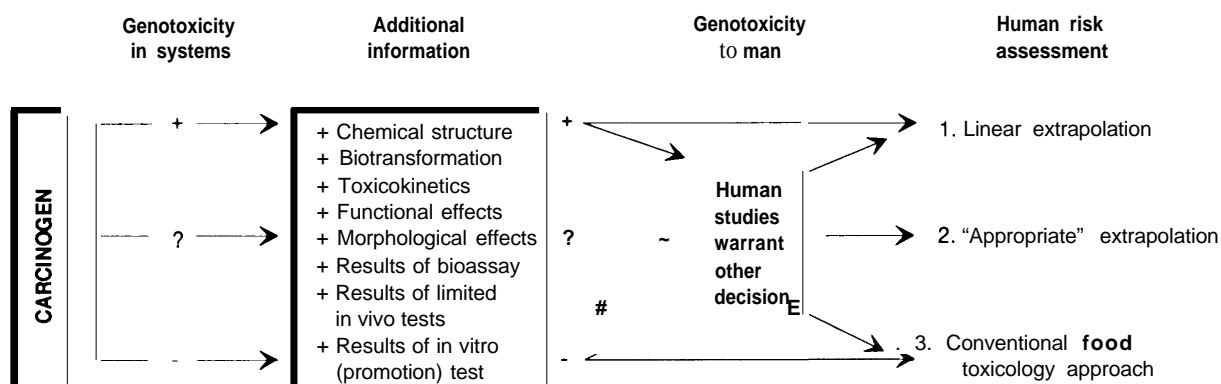 Genotoxicity
in systems
Additional
information
Genotoxicity
to man
Human risk
assessment
CARCINOGEN
+
?
-
+ Chemical structure
+ Biotransformation
+ Toxicokinetics
+ Functional effects
+ Morphological effects
+ Results of bioassay
+ Results of limited
in vivo tests
+ Results of in vitro
(promotion) test
+
?
~
#
-
Human
studies
warrant
other
decision
E
1. Linear extrapolation
2. “Appropriate” extrapolation
. 3. Conventional food
toxicology approach